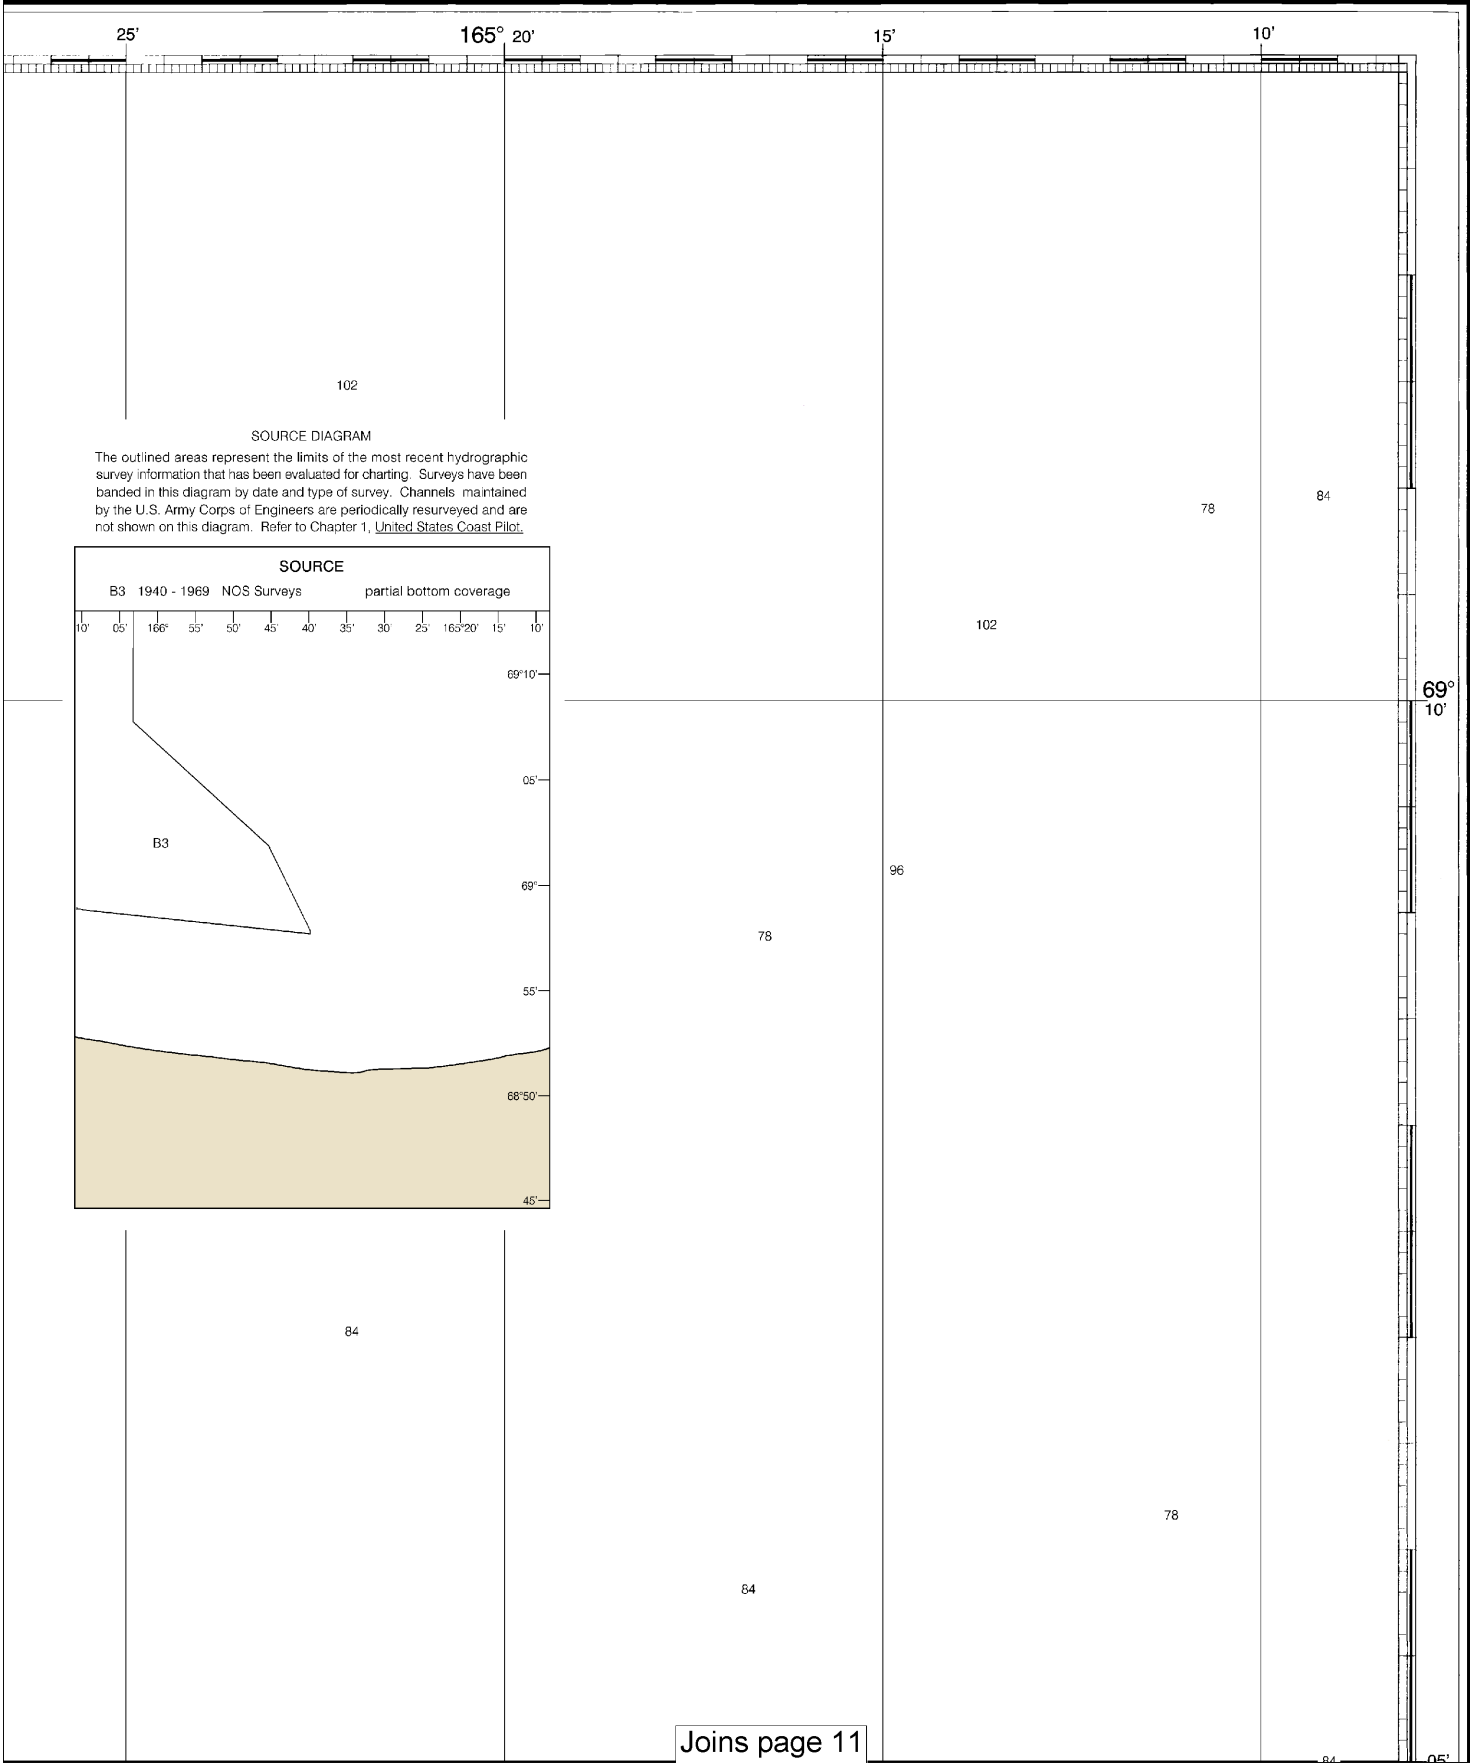 25' 165° 20' 15' 10'
102
SOURCE DIAGRAM
The outlined areas represent the limits of the most recent hydrographic
survey information that has been evaluated for charting. Surveys have been
banded in this diagram by date and type of survey. Channels maintained
by the U.S. Army Corps of Engineers are periodically resurveyed and are
not shown on this diagram. Refer to Chapter 1, United States Coast Pilot.
84
78
SOURCE
B3 1940 - 1969 NOS Surveys partial bottom coverage
10' 05' 166° 55' 50' 45' 40' 35' 30' 25' 165°20' 15' 10'
102
69°10'
69°
10'
05'
B3
96
69°
78
55'
68°50'
45'
84
78
84
Joins page 11
84
05'